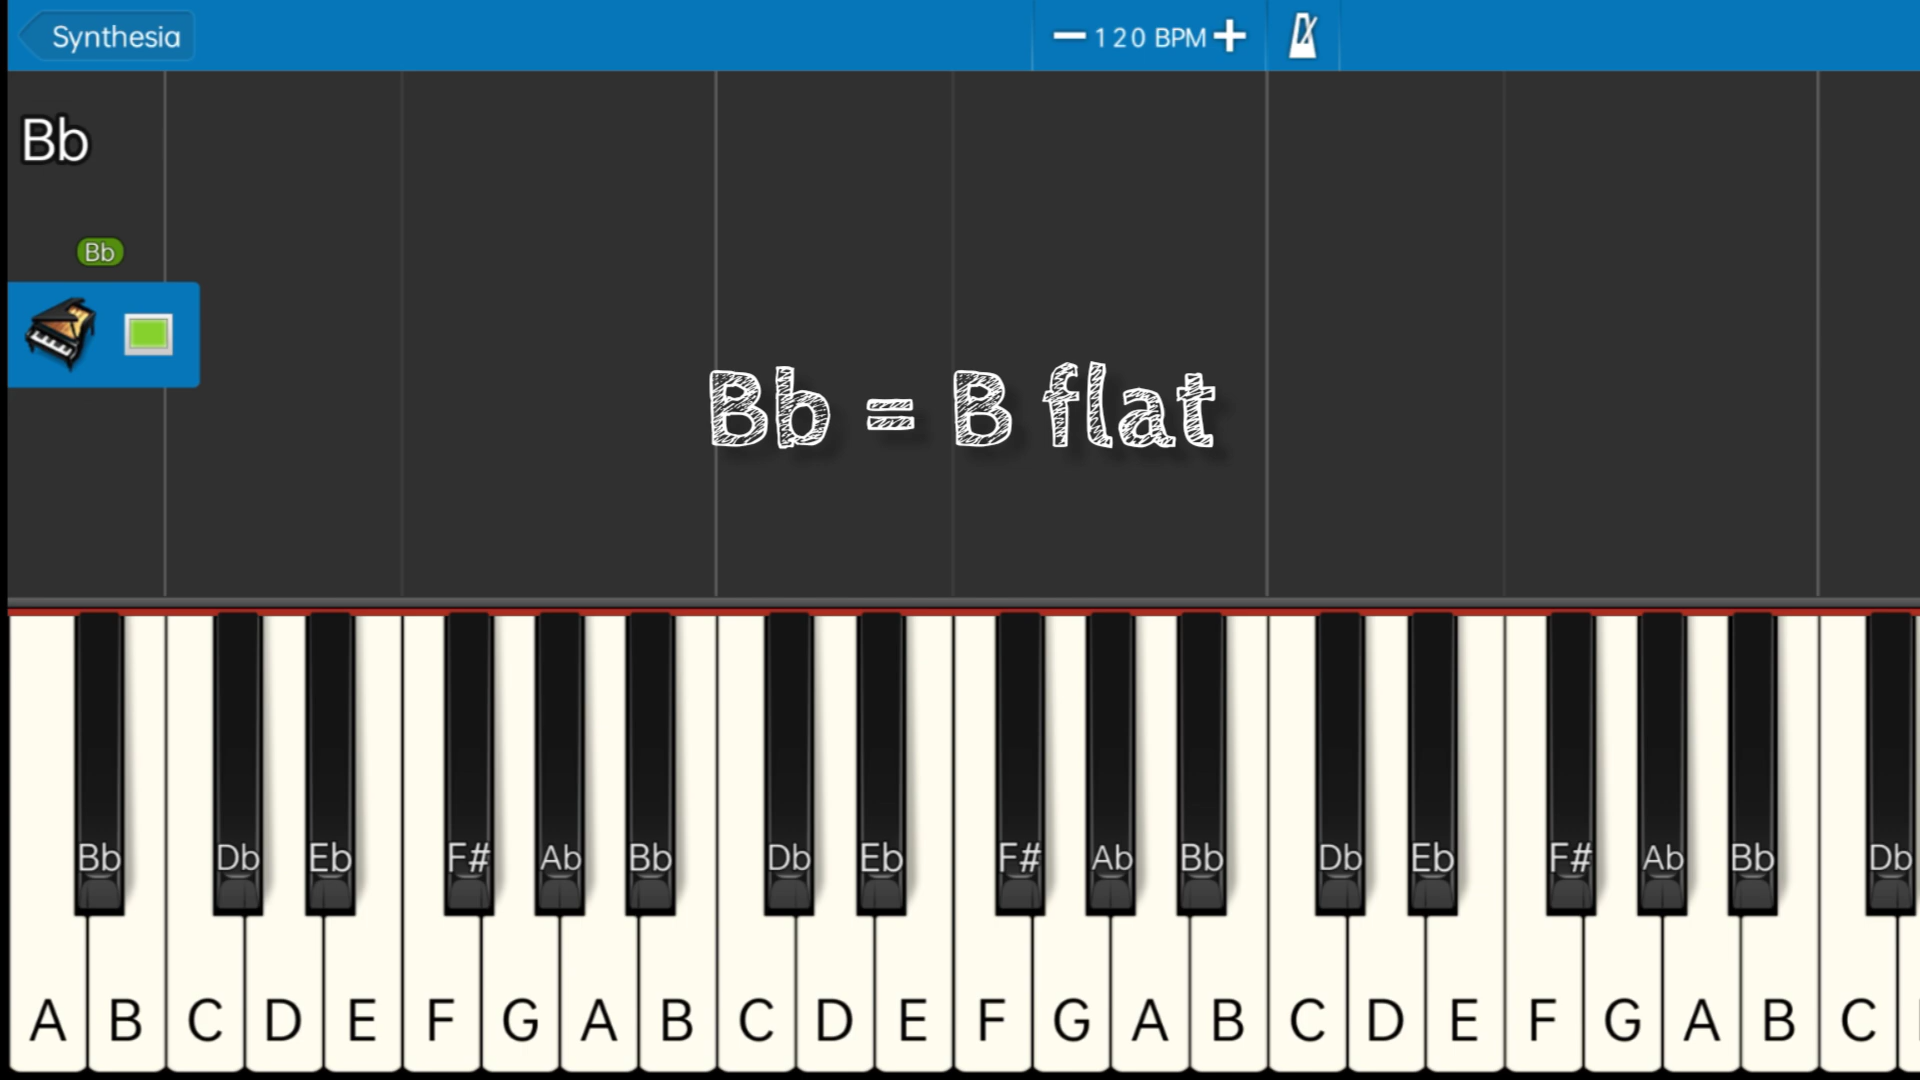 Synthesia
120 BPM
Bb
Bb
Bb = B flat
Bb Db Eb F# Ab Bb Db Eb F# Ab Bb Db Eb F# Ab Bb Db
A B C D E F G A B C D E F G A B C D E F G A B C